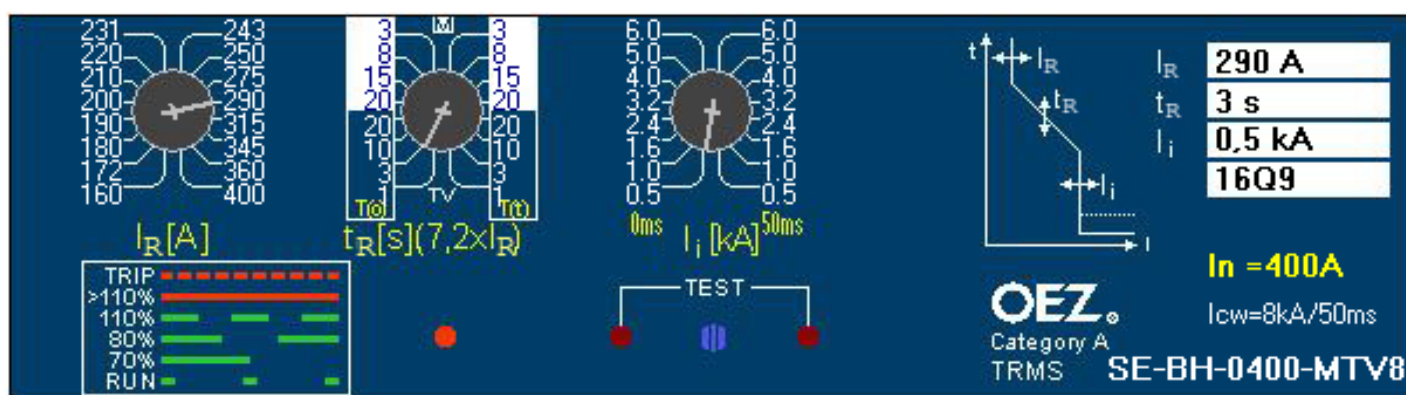 231 243
220 250
210 275
200 290
190 315
180 345
172 360
160 400
IR[A]
M
3 3
8 8
15 15
20 20
20 20
10 10
3 3
1 1
TV
T(o) T(t)
tR[s](7,2xIR)
6.0 6.0
5.0 5.0
4.0 4.0
3.2 3.2
2.4 2.4
1.6 1.6
1.0 1.0
0.5 0.5
0ms Ii [kA] 50ms
t
IR
tR
Ii
I
IR 290 A
tR 3 s
Ii 0,5 kA
16Q9
In =400A
Icw=8kA/50ms
TRIP
>110%
110%
80%
70%
RUN
TEST
OEZ®
Category A
TRMS SE-BH-0400-MTV8